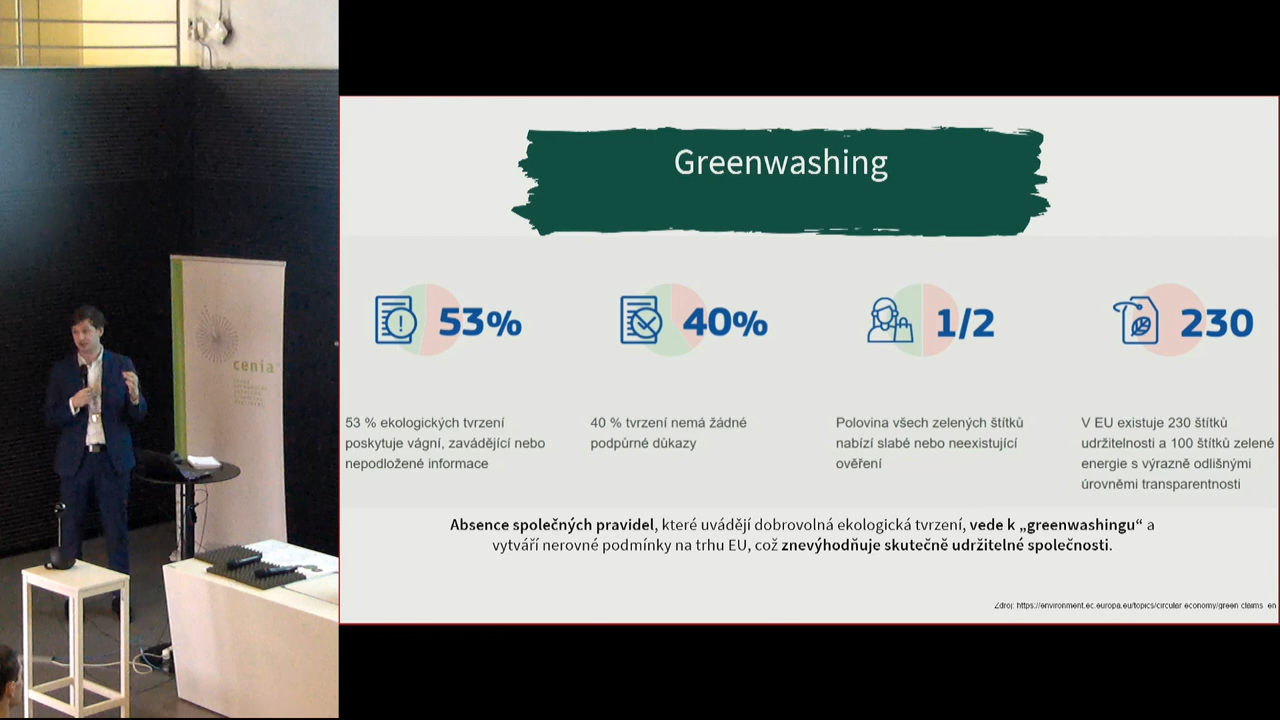 Greenwashing
53%
40%
1/2
230
53 % ekologických tvrzení
poskytuje vágní, zavádějící nebo
nepodložené informace
40 % tvrzení nemá žádné
podpůrné důkazy
Polovina všech zelených štítků
nabízí slabé nebo neexistující
ověření
V EU existuje 230 štítků
udržitelnosti a 100 štítků zelené
energie s výrazně odlišnými
úrovněmi transparentnosti
Absence společných pravidel, které uvádějí dobrovolná ekologická tvrzení, vede k „greenwashingu“ a
vytváří nerovné podmínky na trhu EU, což znevýhodňuje skutečně udržitelné společnosti.
Zdroj: https://environment.ec.europa.eu/topics/circular economy/green claims en
cenia